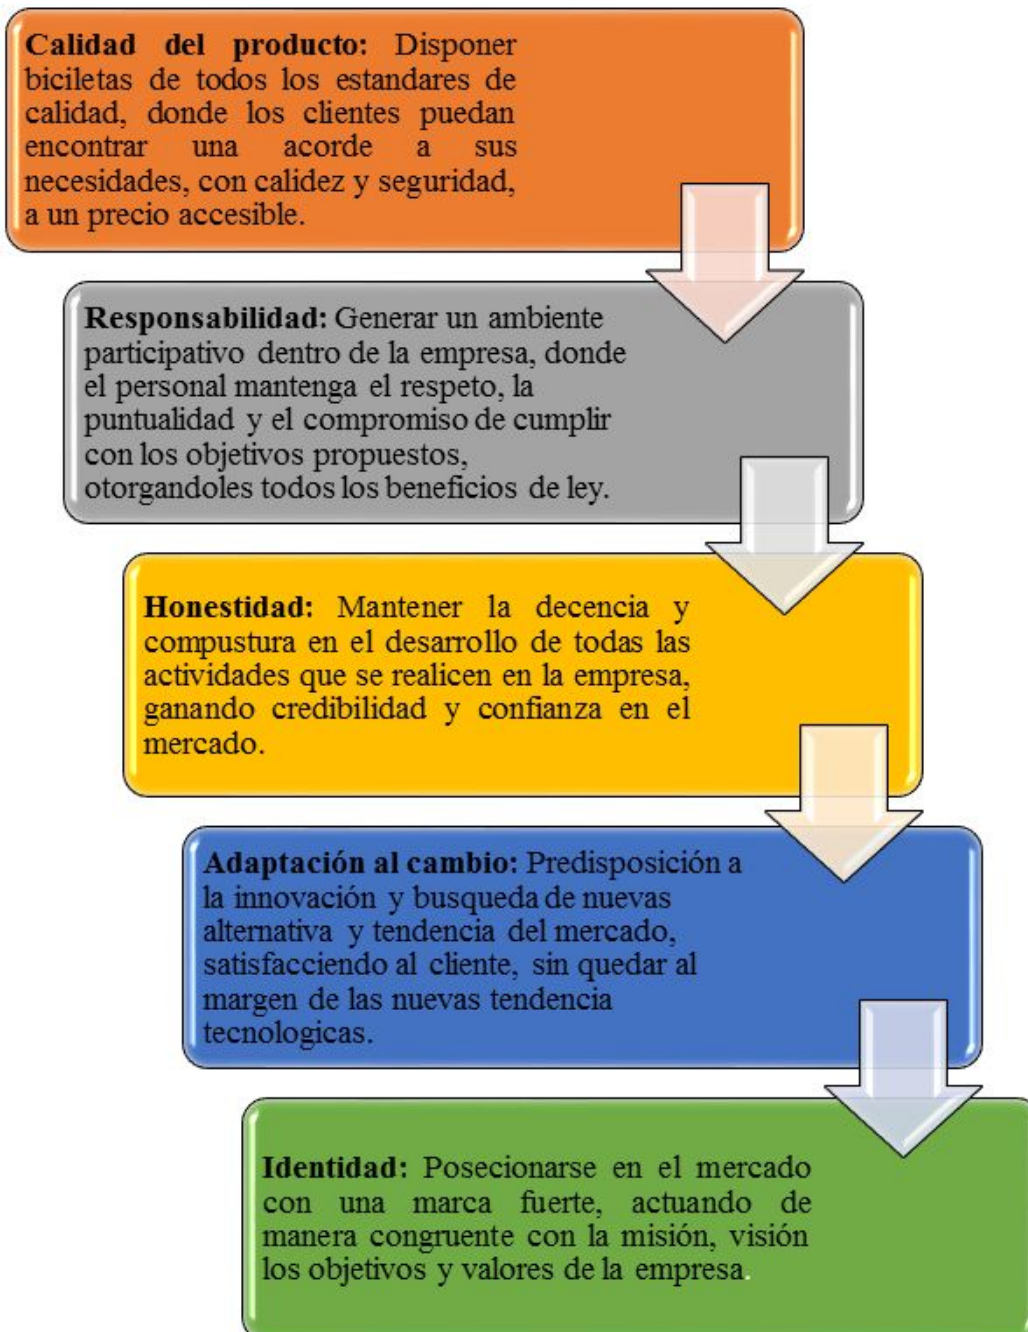 Calidad del producto: Disponer
biciletas de todos los estandares de
calidad, donde los clientes puedan
encontrar una acorde a sus
necesidades, con calidez y seguridad,
a un precio accesible.
Responsabilidad: Generar un ambiente
participativo dentro de la empresa, donde
el personal mantenga el respeto, la
puntualidad y el compromiso de cumplir
con los objetivos propuestos,
otorgandoles todos los beneficios de ley.
Honestidad: Mantener la decencia y
compustura en el desarrollo de todas las
actividades que se realicen en la empresa,
ganando credibilidad y confianza en el
mercado.
Adaptación al cambio: Predisposición a
la innovación y busqueda de nuevas
alternativa y tendencia del mercado,
satisfacciendo al cliente, sin quedar al
margen de las nuevas tendencia
tecnologicas.
Identidad: Posecionarse en el mercado
con una marca fuerte, actuando de
manera congruente con la misión, visión
los objetivos y valores de la empresa.